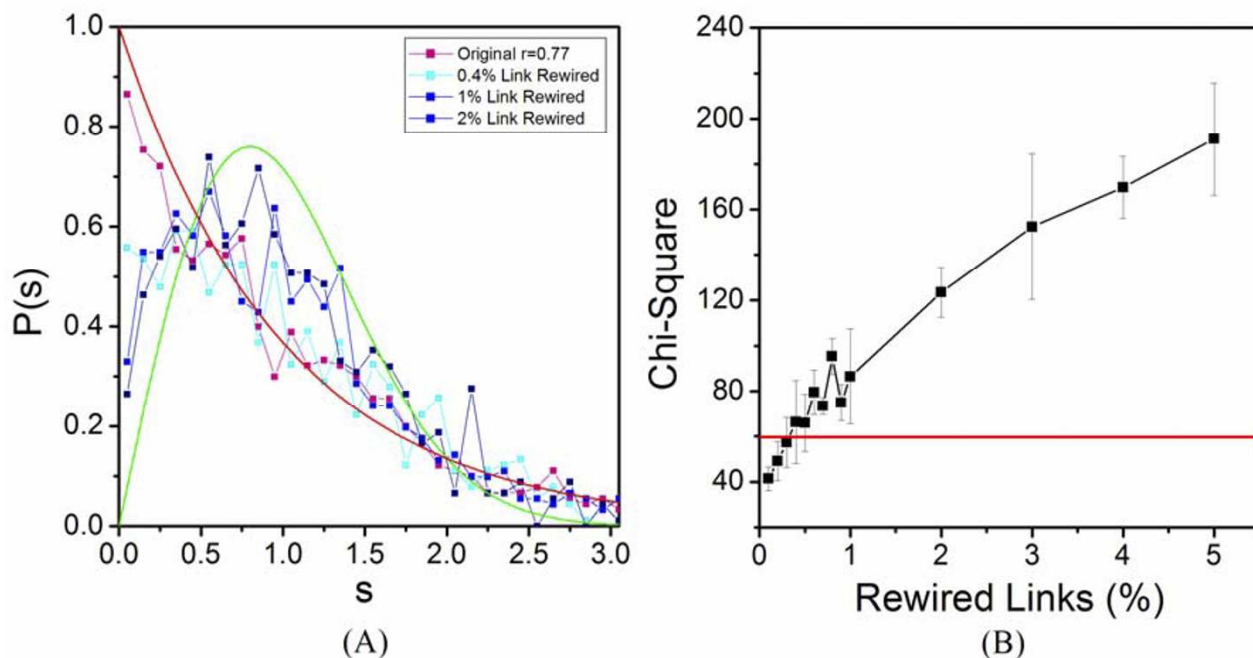 1.0
0.8
0.6
0.4
0.2
0.0
P(s)
0.0 0.5 1.0 1.5 2.0 2.5 3.0
s
Original r=0.77
0.4% Link Rewired
1% Link Rewired
2% Link Rewired
(A)
240
200
160
120
80
40
Chi-Square
0 1 2 3 4 5
Rewired Links (%)
(B)